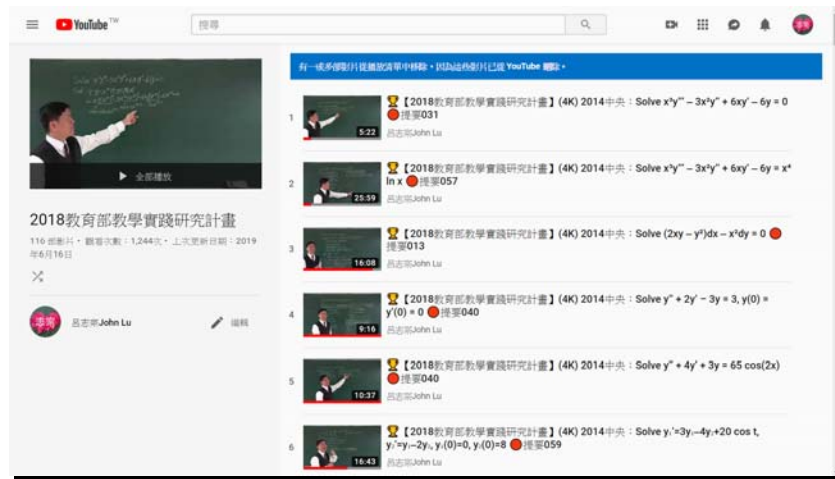 YouTube TW
搜尋
有一或多部影片從播放清單中移除，因為這些影片已從 YouTube 刪除。
全部播放
2018教育部教學實踐研究計畫
116 部影片・觀看次數：1,244次・上次更新日期：2019
年6月16日
呂志宗John Lu
編輯
1
5:22
🏆【2018教育部教學實踐研究計畫】(4K) 2014中央：Solve x³y''' – 3x²y'' + 6xy' – 6y = 0
🔴提要031
呂志宗John Lu
2
25:59
🏆【2018教育部教學實踐研究計畫】(4K) 2014中央：Solve x³y''' – 3x²y'' + 6xy' – 6y = x⁴
ln x 🔴提要057
呂志宗John Lu
3
16:08
🏆【2018教育部教學實踐研究計畫】(4K) 2014中央：Solve (2xy – y²)dx – x²dy = 0 🔴
提要013
呂志宗John Lu
4
9:16
🏆【2018教育部教學實踐研究計畫】(4K) 2014中央：Solve y" + 2y' – 3y = 3, y(0) =
y'(0) = 0 🔴提要040
呂志宗John Lu
5
10:37
🏆【2018教育部教學實踐研究計畫】(4K) 2014中央：Solve y" + 4y' + 3y = 65 cos(2x)
🔴提要040
呂志宗John Lu
6
16:43
🏆【2018教育部教學實踐研究計畫】(4K) 2014中央：Solve y₁'=3y₁–4y₂+20 cos t,
y₂'=y₁–2y₂, y₁(0)=0, y₂(0)=8 🔴提要059
呂志宗John Lu